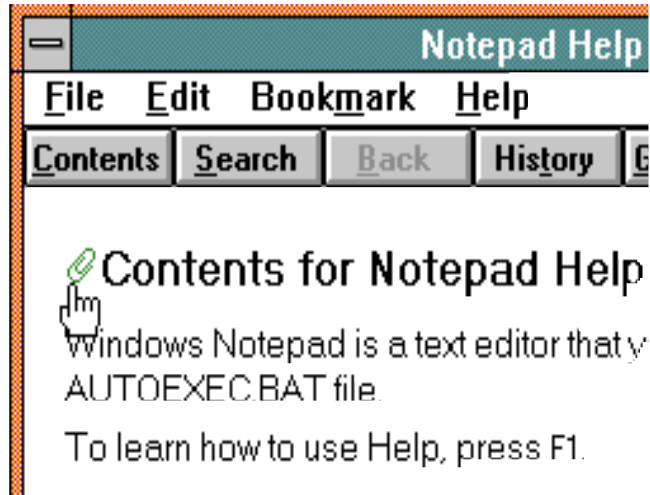 Notepad Help
File Edit Bookmark Help
Contents Search Back History
Contents for Notepad Help
Windows Notepad is a text editor that
AUTOEXEC.BAT file.
To learn how to use Help, press F1.